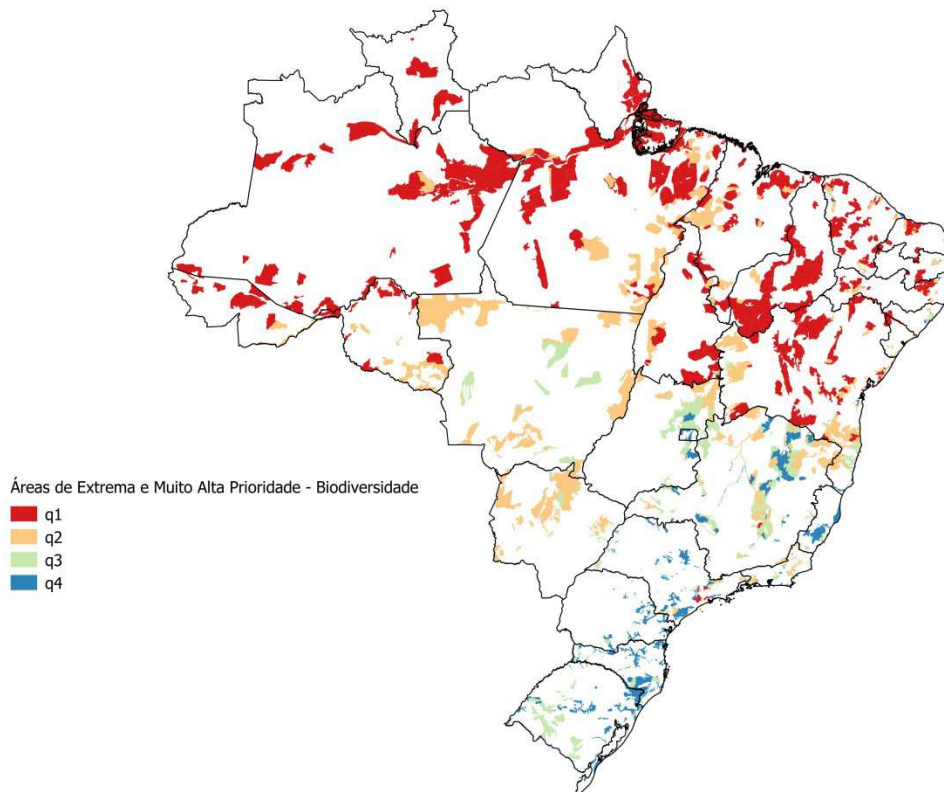 Áreas de Extrema e Muito Alta Prioridade - Biodiversidade
q1
q2
q3
q4